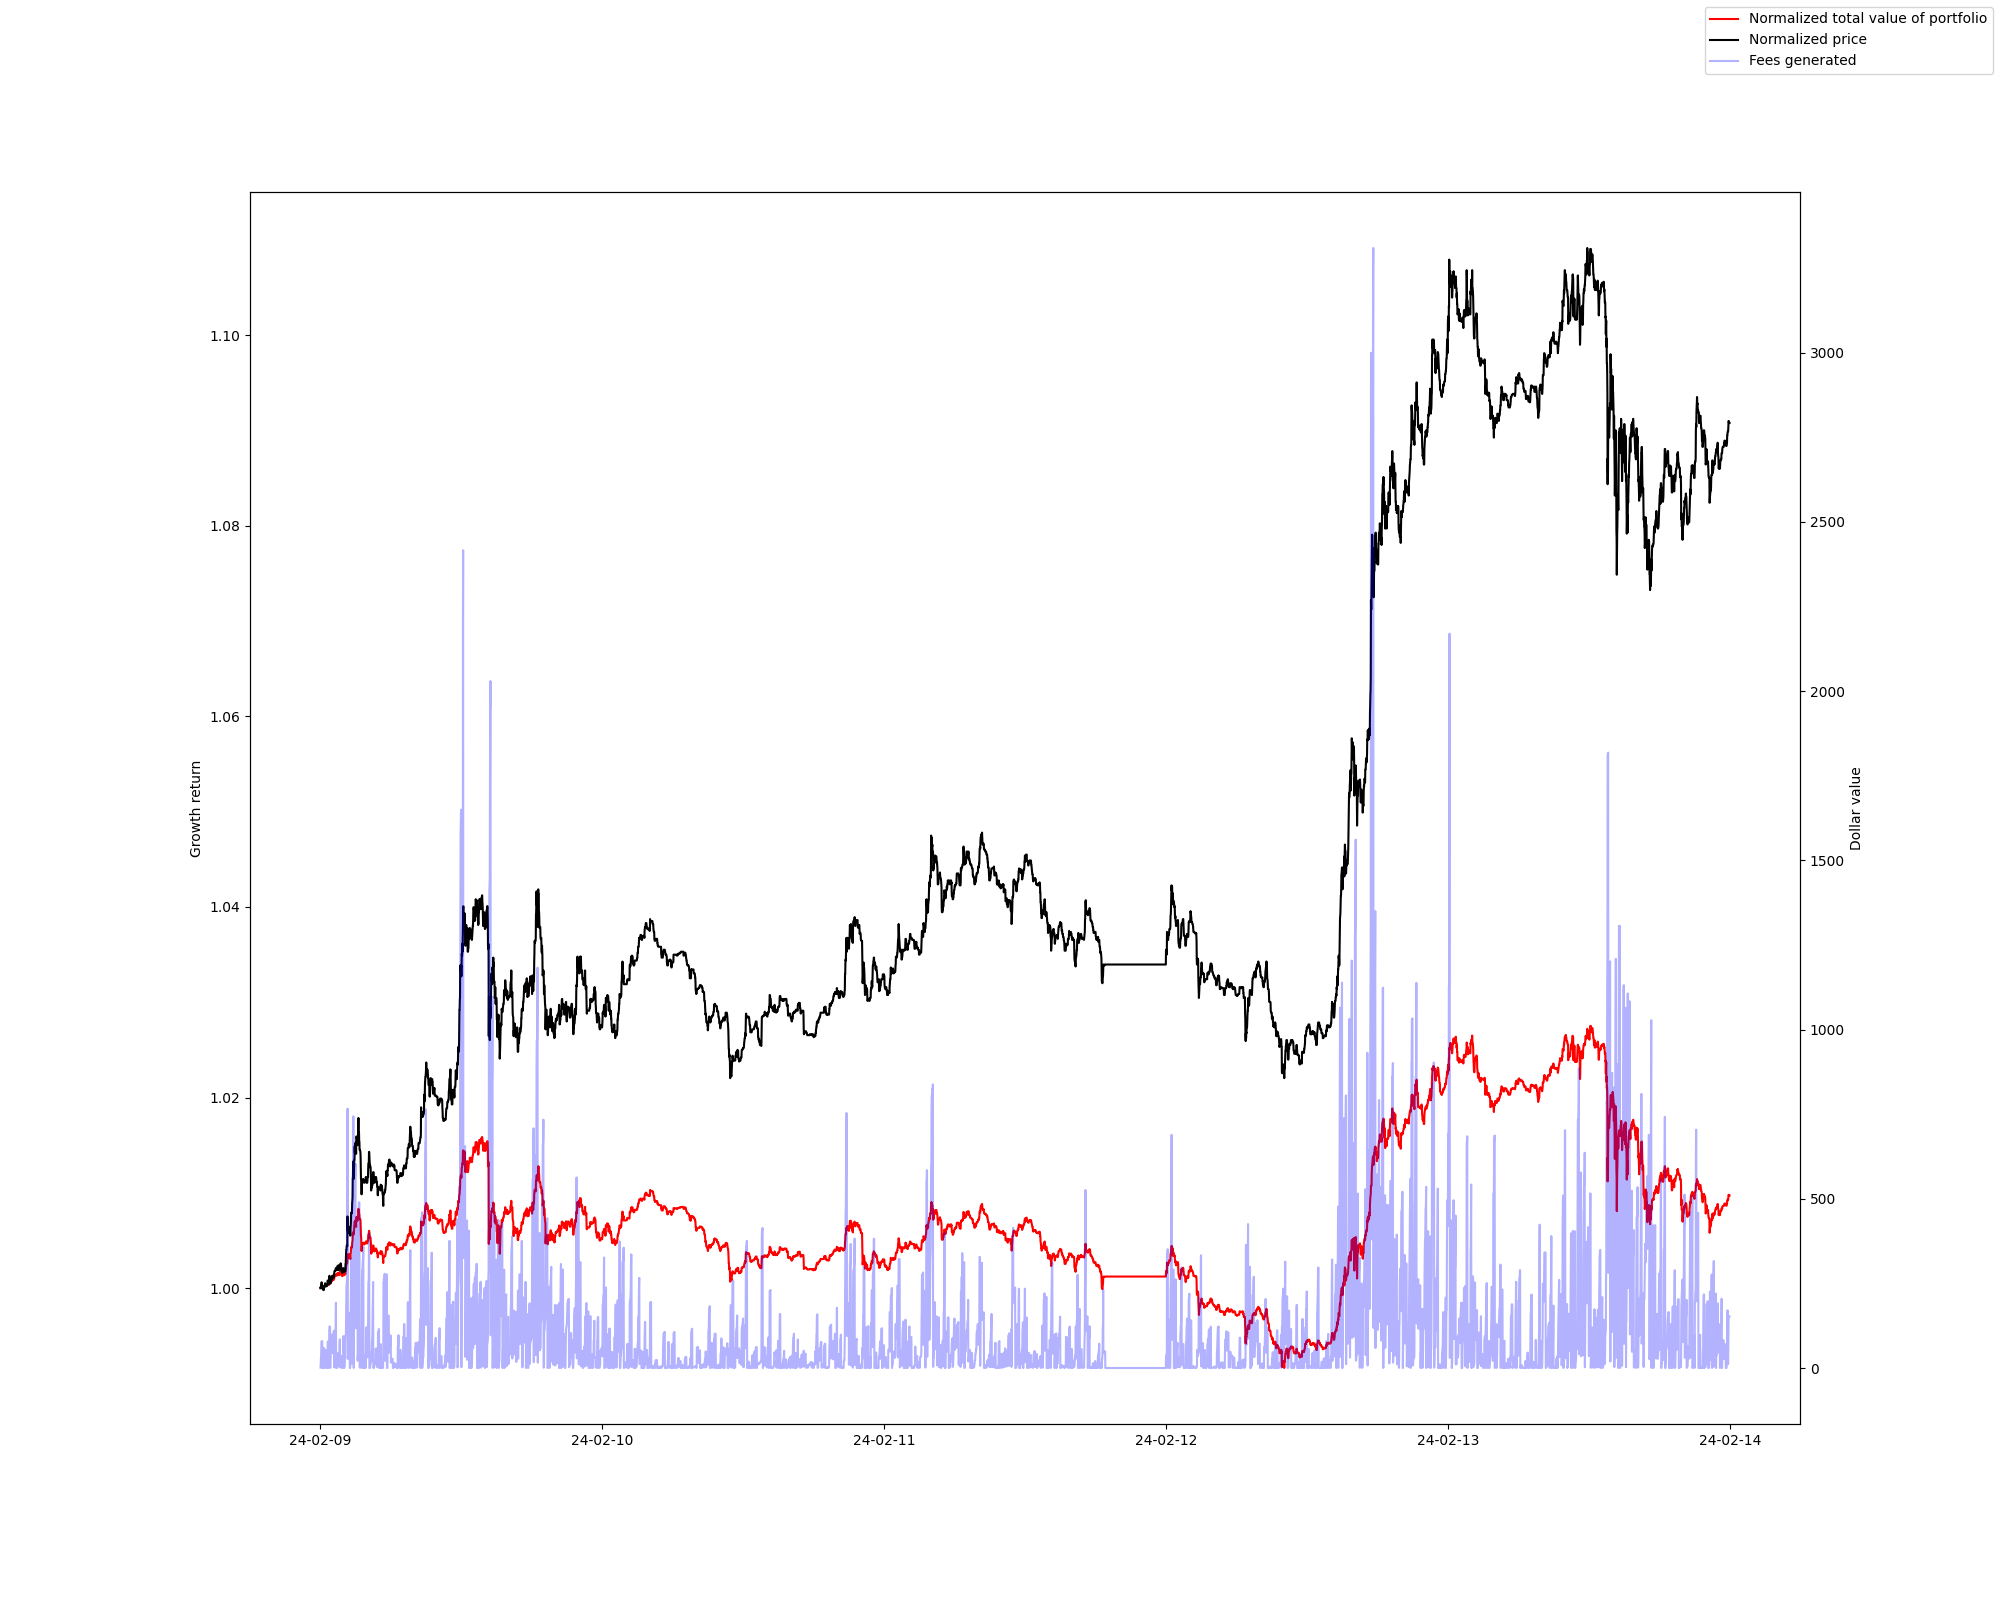 Normalized total value of portfolio
Normalized price
Fees generated
1.10
1.08
1.06
1.04
1.02
1.00
Growth return
3000
2500
2000
1500
1000
500
0
Dollar value
24-02-09 24-02-10 24-02-11 24-02-12 24-02-13 24-02-14